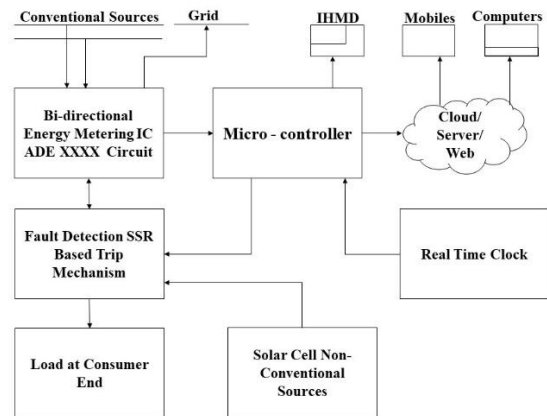 Conventional Sources
Grid
IHMD
Mobiles
Computers
Bi-directional
Energy Metering IC
ADE XXXX Circuit
Micro - controller
Cloud/
Server/
Web
Fault Detection SSR
Based Trip
Mechanism
Real Time Clock
Load at Consumer
End
Solar Cell Non-
Conventional
Sources